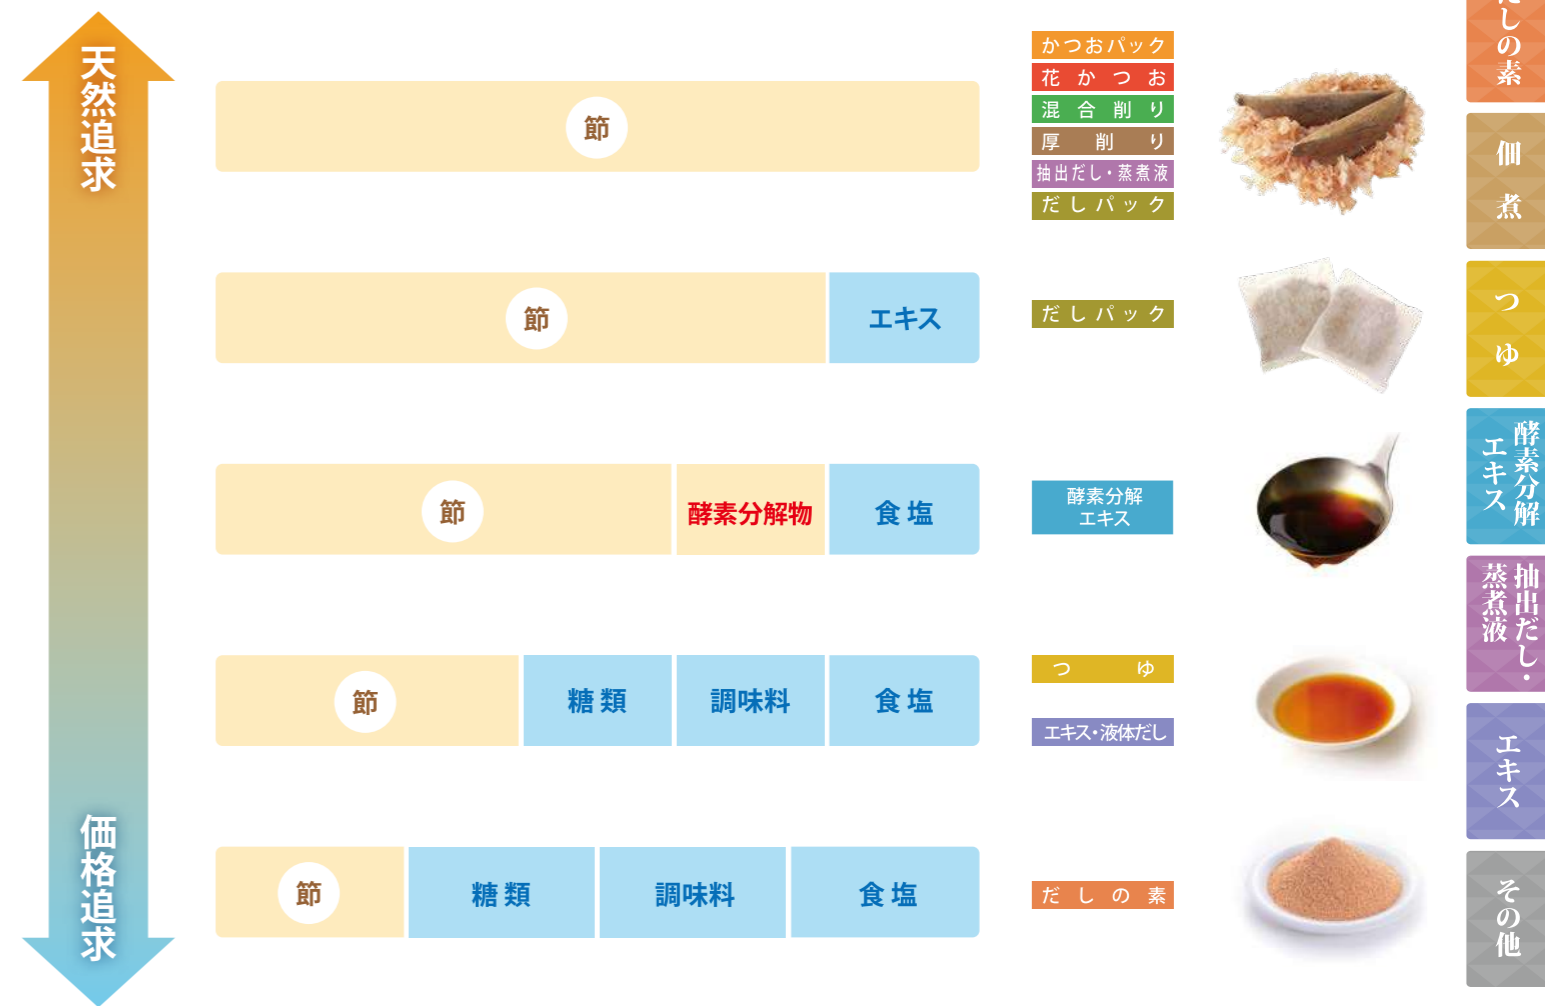 天然追求
節
かつおパック
花かつお
混合削り
厚削り
抽出だし・蒸煮液
だしパック
節
エキス
だしパック
節
酵素分解物
食塩
酵素分解
エキス
節
糖類
調味料
食塩
つゆ
エキス・液体だし
価格追求
節
糖類
調味料
食塩
だしの素
だしの素
佃煮
つゆ
酵素分解
エキス
抽出だし・
蒸煮液
エキス
その他